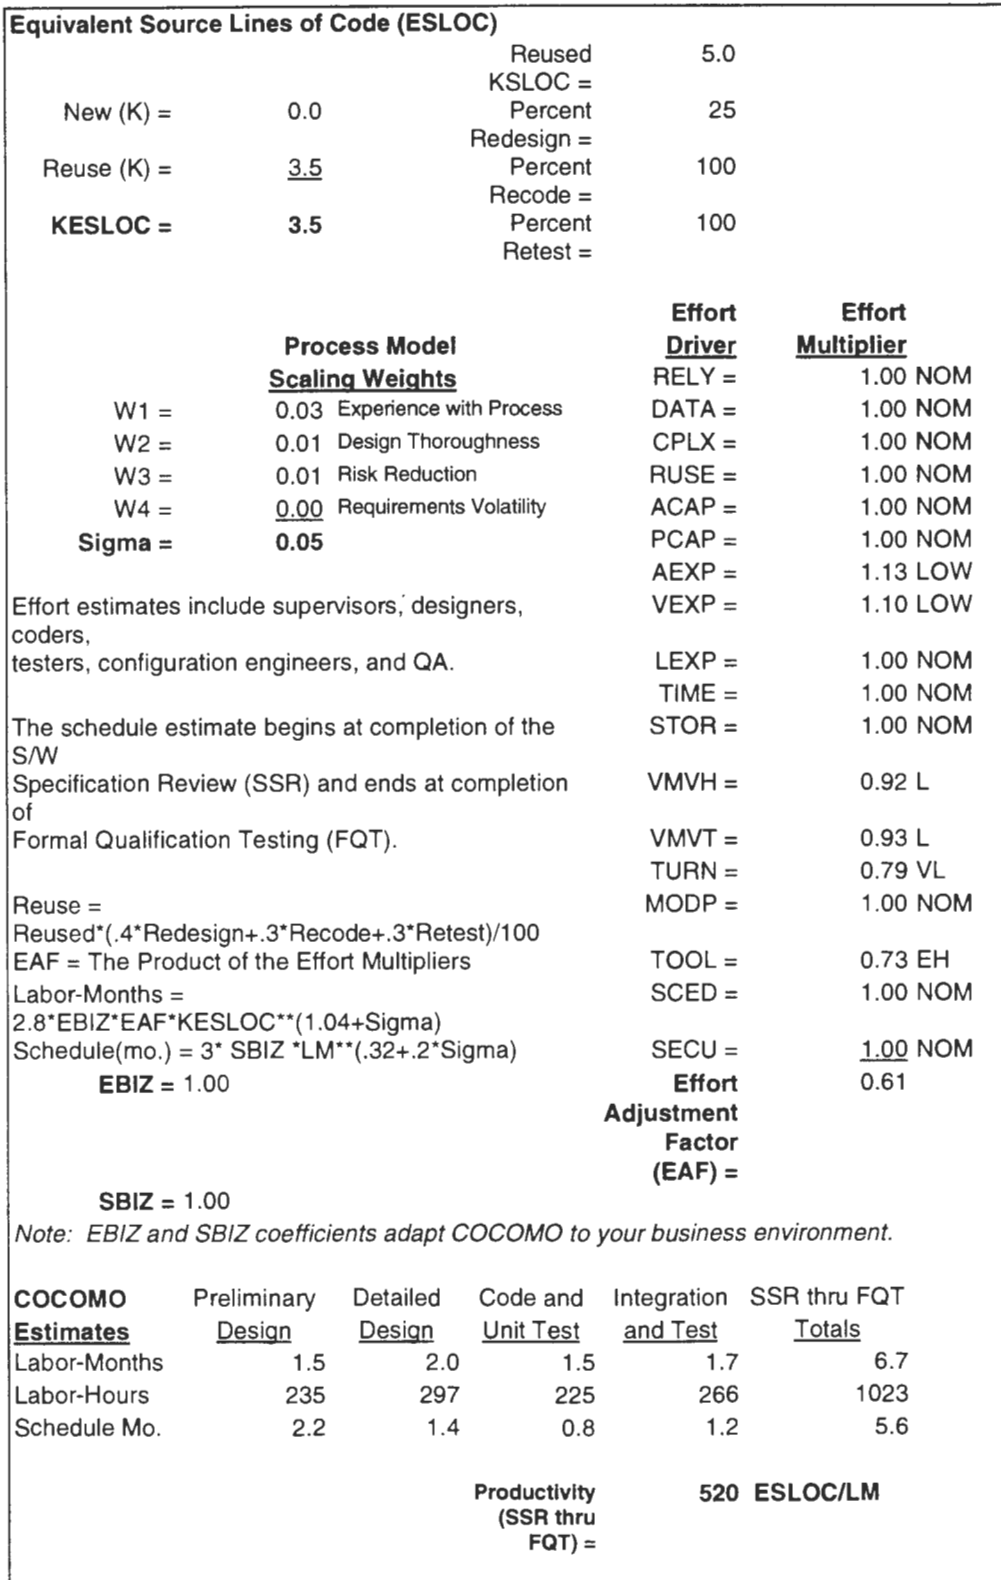 Equivalent Source Lines of Code (ESLOC)
Reused 5.0
KSLOC =
New (K) = 0.0 Percent 25
Redesign =
Reuse (K) = 3.5 Percent 100
Recode =
KESLOC = 3.5 Percent 100
Retest =
Effort Effort
Process Model Driver Multiplier
Scaling Weights RELY = 1.00 NOM
W1 = 0.03 Experience with Process DATA = 1.00 NOM
W2 = 0.01 Design Thoroughness CPLX = 1.00 NOM
W3 = 0.01 Risk Reduction RUSE = 1.00 NOM
W4 = 0.00 Requirements Volatility ACAP = 1.00 NOM
Sigma = 0.05 PCAP = 1.00 NOM
AEXP = 1.13 LOW
Effort estimates include supervisors, designers, VEXP = 1.10 LOW
coders,
testers, configuration engineers, and QA. LEXP = 1.00 NOM
TIME = 1.00 NOM
The schedule estimate begins at completion of the STOR = 1.00 NOM
S/W
Specification Review (SSR) and ends at completion VMVH = 0.92 L
of
Formal Qualification Testing (FQT). VMVT = 0.93 L
TURN = 0.79 VL
Reuse = MODP = 1.00 NOM
Reused*(.4*Redesign+.3*Recode+.3*Retest)/100
EAF = The Product of the Effort Multipliers TOOL = 0.73 EH
Labor-Months = SCED = 1.00 NOM
2.8*EBIZ*EAF*KESLOC**(1.04+Sigma)
Schedule(mo.) = 3* SBIZ *LM**(.32+.2*Sigma) SECU = 1.00 NOM
EBIZ = 1.00 Effort 0.61
Adjustment
Factor
(EAF) =
SBIZ = 1.00
Note: EBIZ and SBIZ coefficients adapt COCOMO to your business environment.
COCOMO Preliminary Detailed Code and Integration SSR thru FQT
Estimates Design Design Unit Test and Test Totals
Labor-Months 1.5 2.0 1.5 1.7 6.7
Labor-Hours 235 297 225 266 1023
Schedule Mo. 2.2 1.4 0.8 1.2 5.6
Productivity 520 ESLOC/LM
(SSR thru
FQT) =